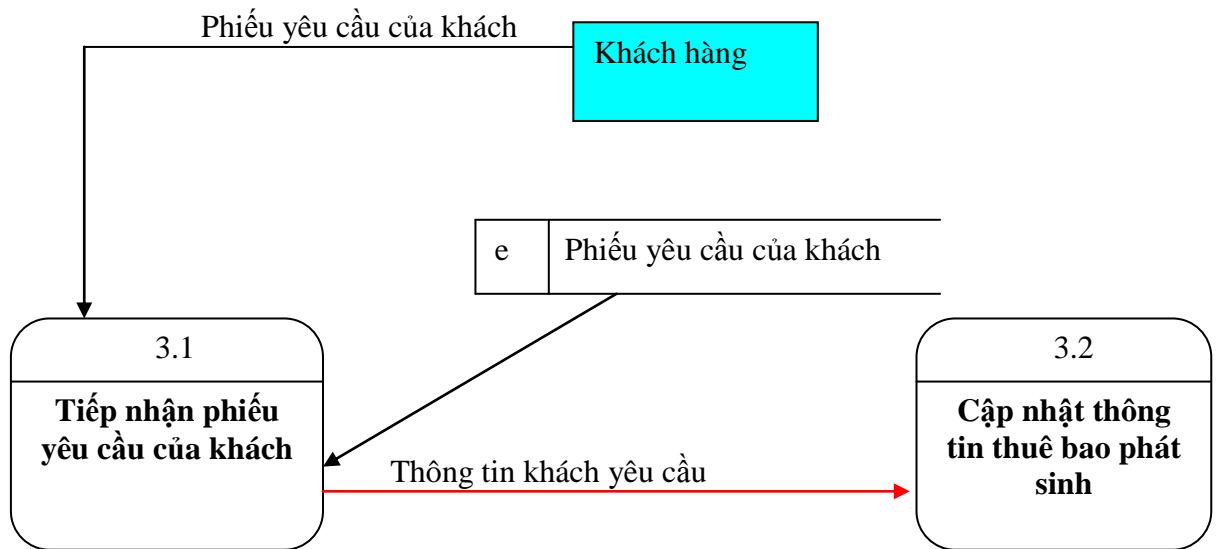 Phiếu yêu cầu của khách
Khách hàng
e
Phiếu yêu cầu của khách
3.1
Tiếp nhận phiếu
yêu cầu của khách
Thông tin khách yêu cầu
3.2
Cập nhật thông
tin thuê bao phát
sinh